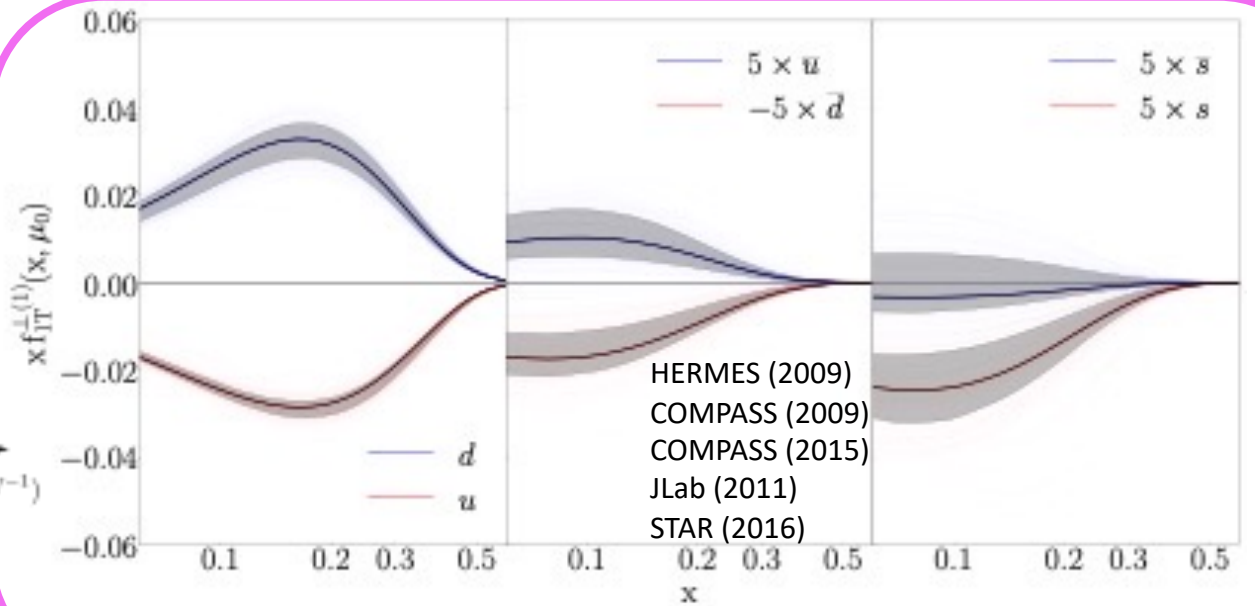 0.06
0.04
0.02
0.00
−0.02
−0.04
−0.06
x f_{1T}^{⊥(1)}(x, μ₀)
d
u
5 × u
−5 × d̄
5 × s
5 × s
HERMES (2009)
COMPASS (2009)
COMPASS (2015)
JLab (2011)
STAR (2016)
0.1 0.2 0.3 0.5 0.1 0.2 0.3 0.5 0.1 0.2 0.3 0.5
x